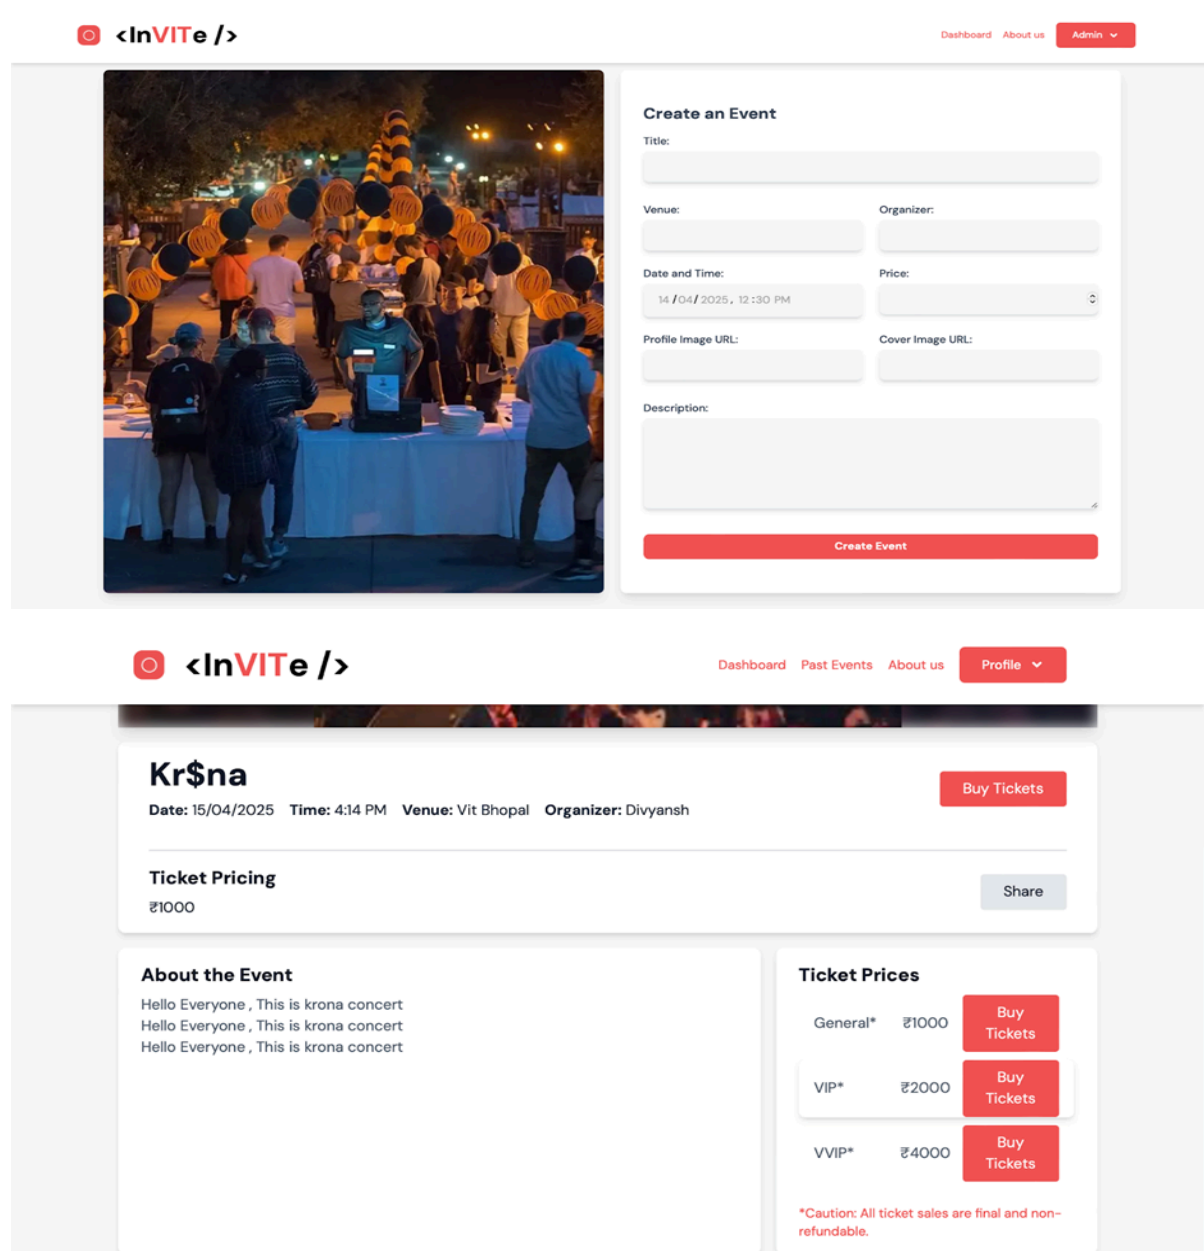 <InVITe />
Dashboard About us Admin
Create an Event
Title:
Venue: Organizer:
Date and Time: Price:
14/04/2025, 12:30 PM
Profile Image URL: Cover Image URL:
Description:
Create Event
<InVITe />
Dashboard Past Events About us Profile
Kr$na
Date: 15/04/2025 Time: 4:14 PM Venue: Vit Bhopal Organizer: Divyansh
Buy Tickets
Ticket Pricing
₹1000
Share
About the Event
Hello Everyone , This is krona concert
Hello Everyone , This is krona concert
Hello Everyone , This is krona concert
Ticket Prices
General* ₹1000 Buy
Tickets
VIP* ₹2000 Buy
Tickets
VVIP* ₹4000 Buy
Tickets
*Caution: All ticket sales are final and non-
refundable.